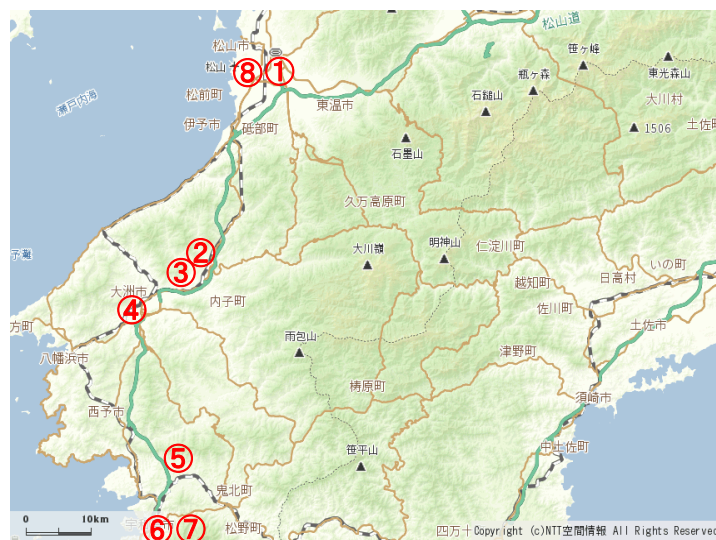 松山道
松山市
笹ヶ峰
⑧
①
松山
瓶ヶ森
東光森山
松前町
石鎚山
大川村
瀬戸内海
東温市
伊予市
砥部町
1506
土佐町
石墨山
久万高原町
②
大川嶺
明神山
仁淀川町
子灘
③
いの町
日高村
越知町
大洲市
内子町
④
佐川町
方町
土佐市
雨包山
八幡浜市
津野町
梼原町
須崎市
西予市
中土佐町
⑤
笹平山
鬼北町
0
10km
⑥
⑦
松野町
四万十
Copyright (c)NTT空間情報 All Rights Reserved